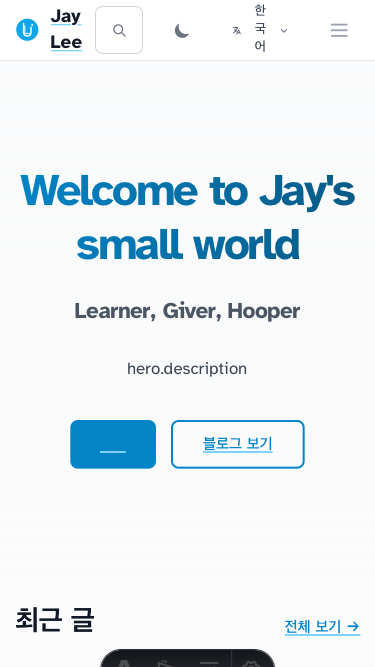 Jay
Lee
한
국
어
Welcome to Jay's
small world
Learner, Giver, Hooper
hero.description
블로그 보기
최근 글
전체 보기 →